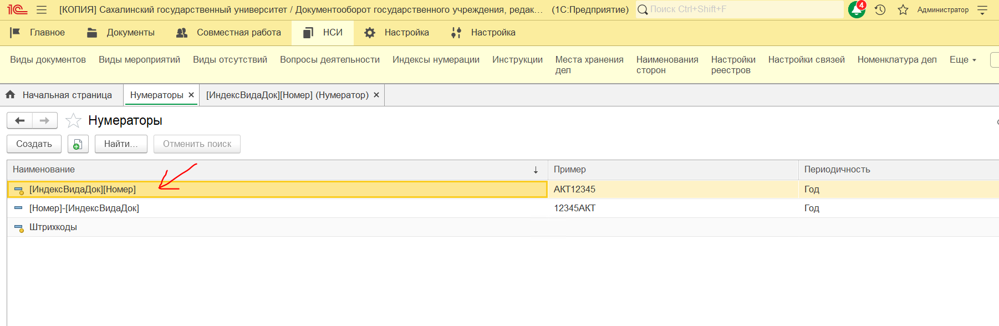 1С [КОПИЯ] Сахалинский государственный университет / Документооборот государственного учреждения, редак... (1С:Предприятие) Поиск Ctrl+Shift+F 4 Администратор
Главное Документы Совместная работа НСИ Настройка Настройка
Виды документов Виды мероприятий Виды отсутствий Вопросы деятельности Индексы нумерации Инструкции Места хранения дел Наименования сторон Настройки реестров Настройки связей Номенклатура дел Еще
Начальная страница Нумераторы × [ИндексВидаДок][Номер] (Нумератор) ×
Нумераторы
Создать Найти... Отменить поиск
Наименование ↓ Пример Периодичность
[ИндексВидаДок][Номер] АКТ12345 Год
[Номер]-[ИндексВидаДок] 12345АКТ Год
Штрихкоды